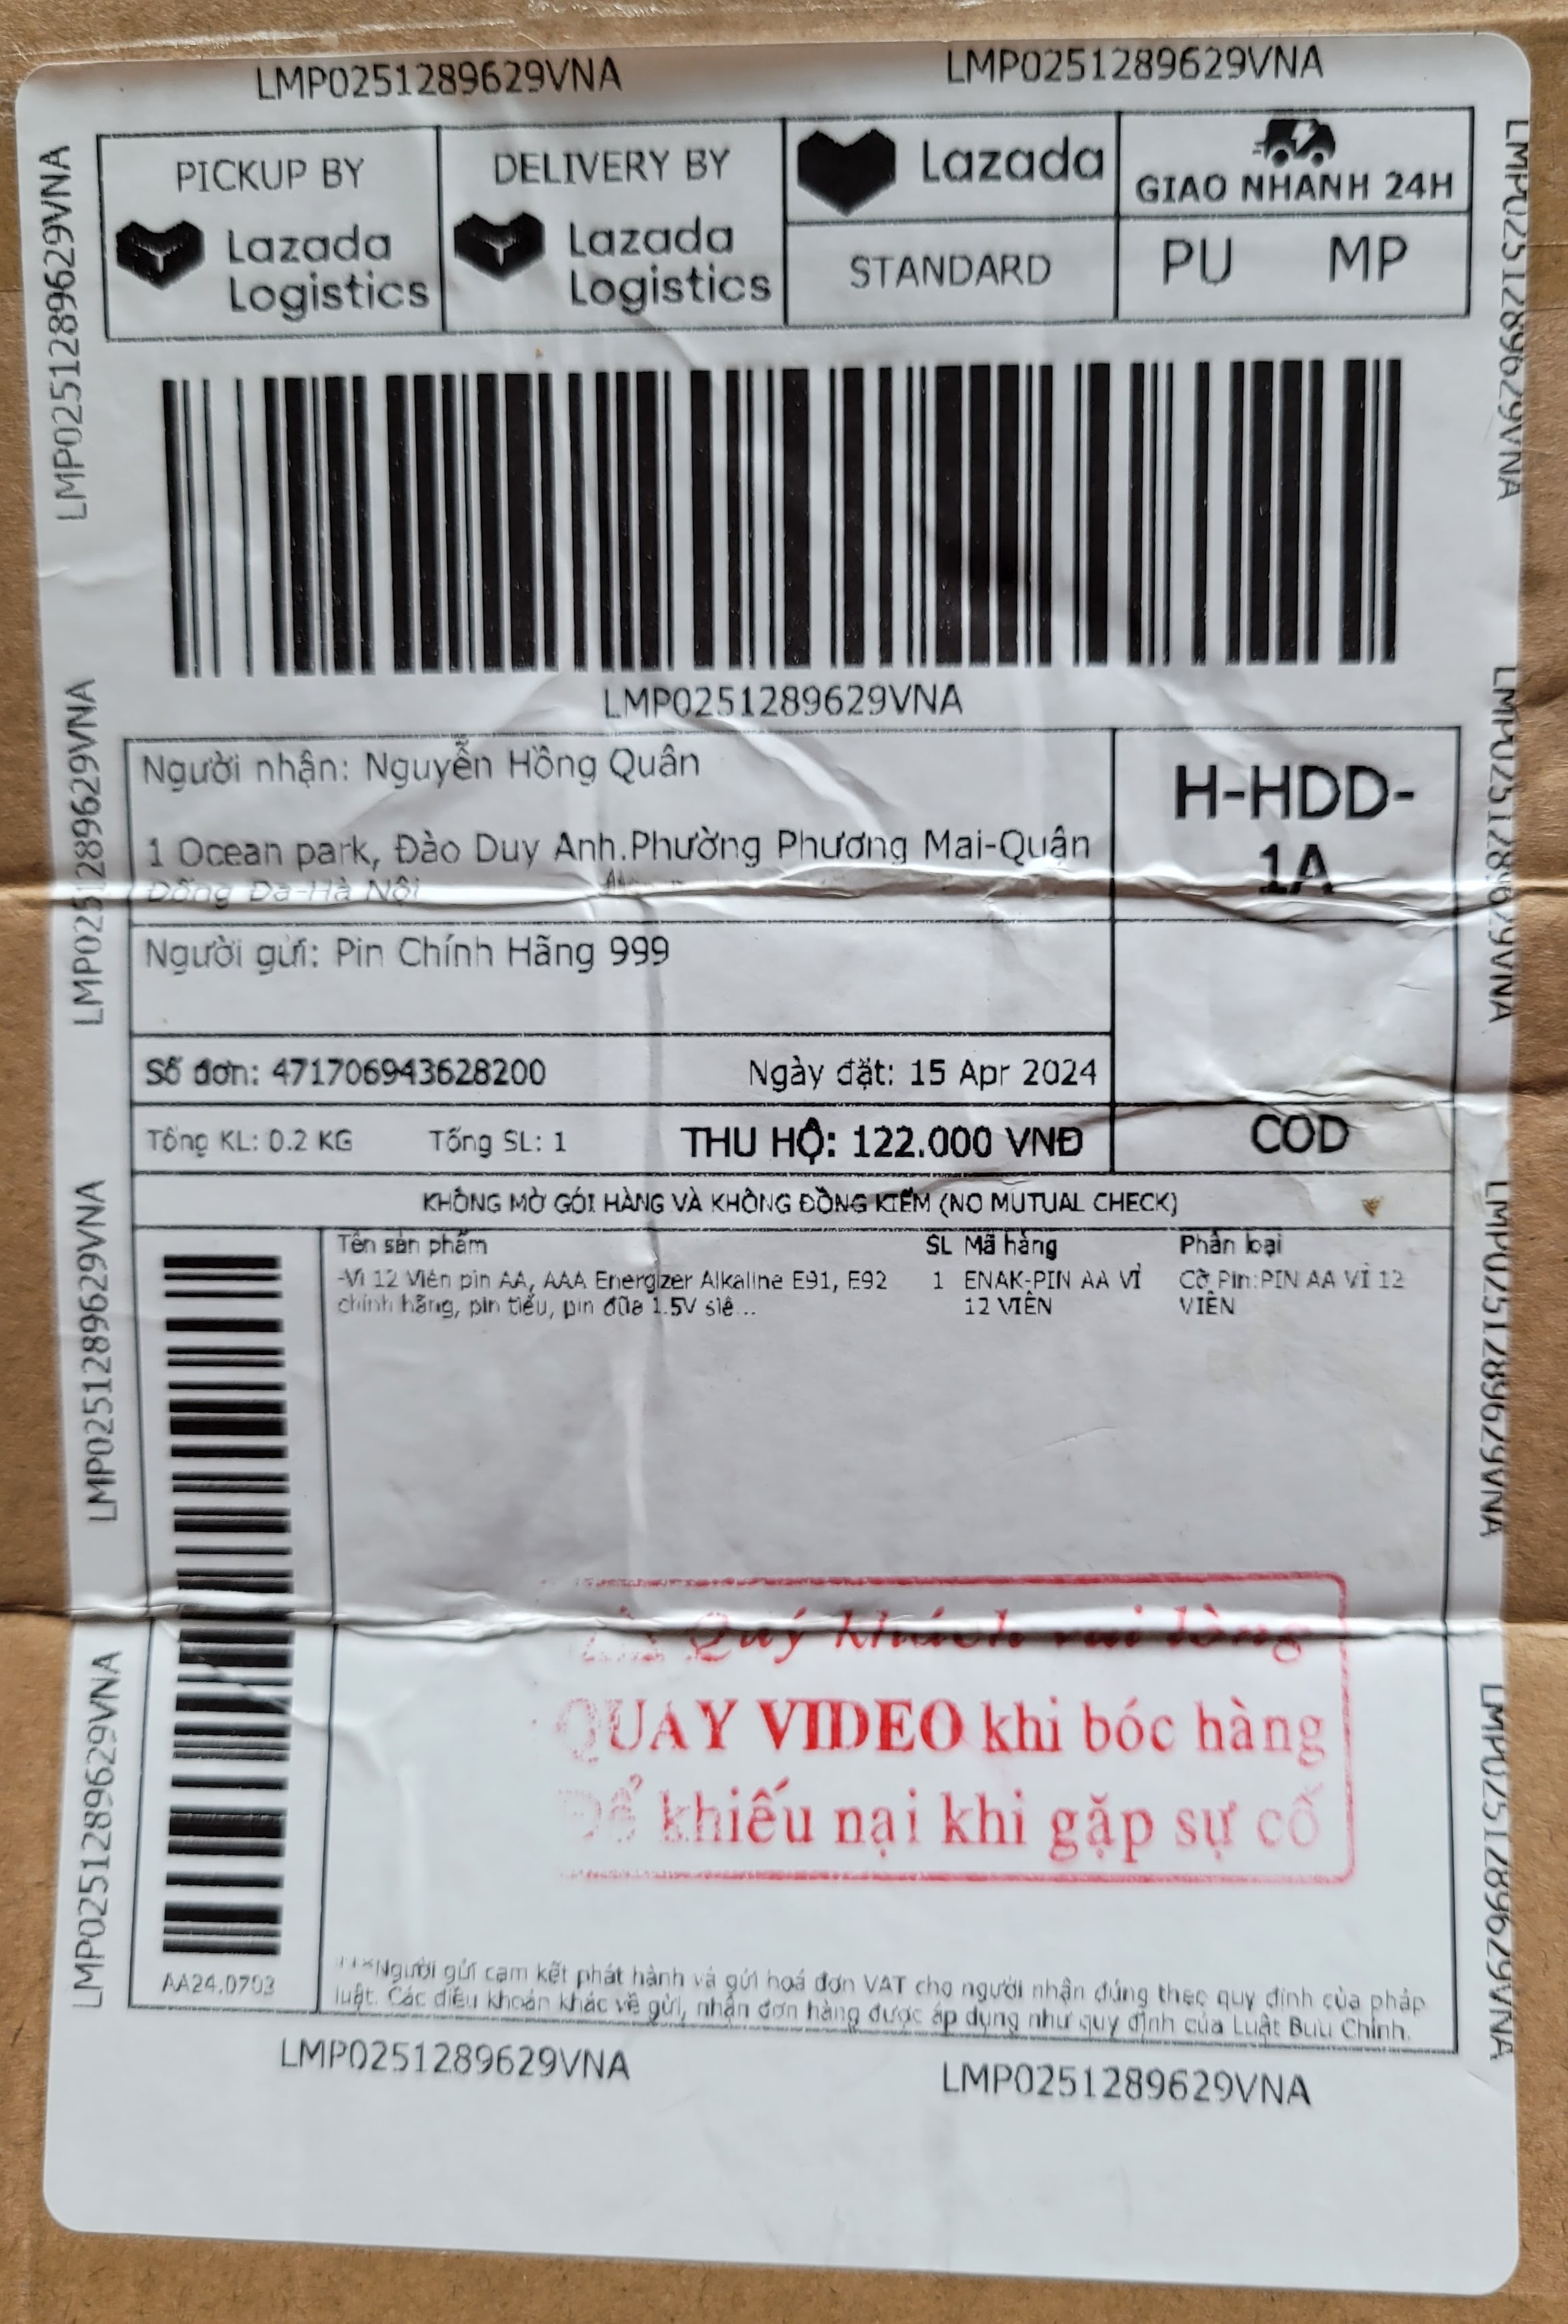 LMP0251289629VNA LMP0251289629VNA
PICKUP BY
Lazada
Logistics
DELIVERY BY
Lazada
Logistics
Lazada
STANDARD
GIAO NHANH 24H
PU MP
LMP0251289629VNA
Người nhận: Nguyễn Hồng Quân
1 Ocean park, Đào Duy Anh.Phường Phương Mai-Quận
Đống Đa-Hà Nội
H-HDD-
1A
Người gửi: Pin Chính Hãng 999
Số đơn: 471706943628200 Ngày đặt: 15 Apr 2024
Tổng KL: 0.2 KG Tổng SL: 1 THU HỘ: 122.000 VNĐ
COD
KHÔNG MỞ GÓI HÀNG VÀ KHÔNG ĐỒNG KIỂM (NO MUTUAL CHECK)
Tên sản phẩm SL Mã hàng Phân loại
-Vỉ 12 Viên pin AA, AAA Energizer Alkaline E91, E92 1 ENAK-PIN AA VỈ Cỡ Pin:PIN AA VỈ 12
chính hãng, pin tiểu, pin đũa 1.5V siê... 12 VIÊN VIÊN
Quý khách vui lòng
QUAY VIDEO khi bóc hàng
Để khiếu nại khi gặp sự cố
AA24.0703
***Người gửi cam kết phát hành và gửi hoá đơn VAT cho người nhận đúng theo quy định của pháp
luật. Các điều khoản khác về gửi, nhận đơn hàng được áp dụng như quy định của Luật Bưu Chính.
LMP0251289629VNA LMP0251289629VNA
LMP0251289629VNA
LMP0251289629VNA
LMP0251289629VNA
LMP0251289629VNA
LMP0251289629VNA
LMP0251289629VNA
LMP0251289629VNA
LMP0251289629VNA